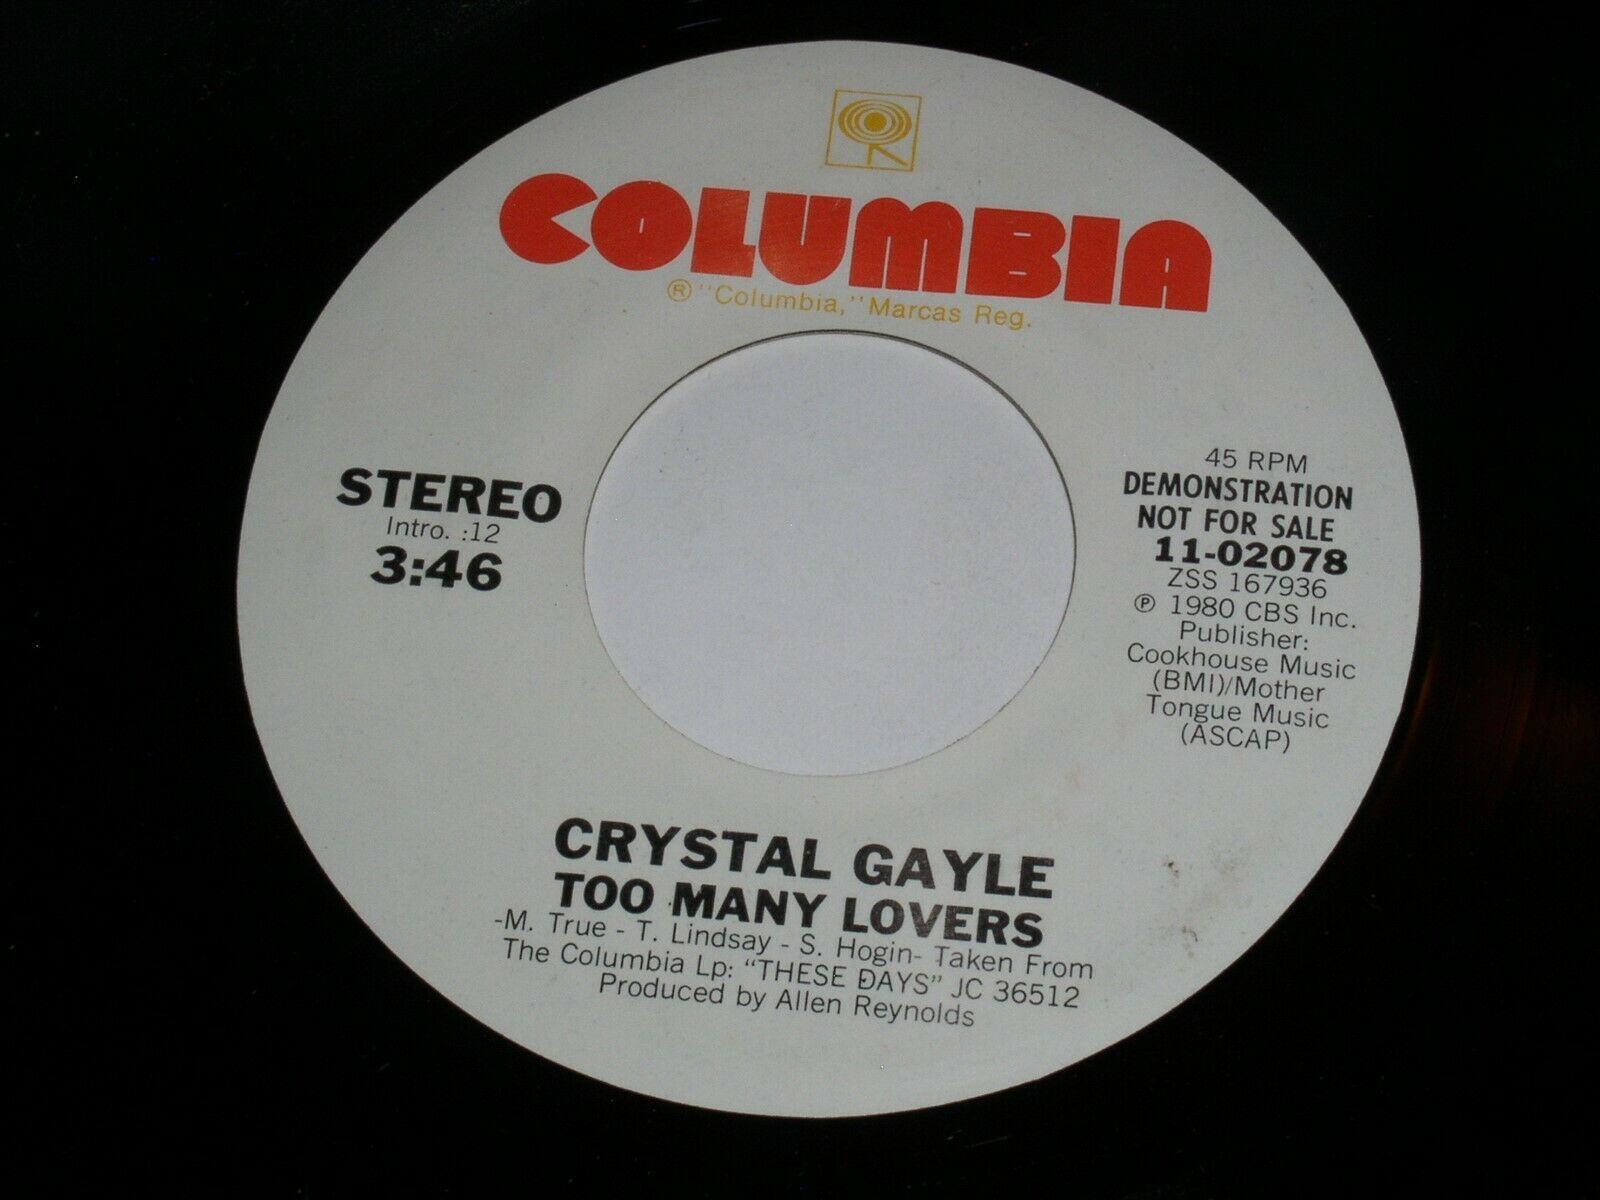 COLUMBIA
® "Columbia," Marcas Reg.
STEREO
Intro. :12
3:46
45 RPM
DEMONSTRATION
NOT FOR SALE
11-02078
ZSS 167936
℗ 1980 CBS Inc.
Publisher:
Cookhouse Music
(BMI)/Mother
Tongue Music
(ASCAP)
CRYSTAL GAYLE
TOO MANY LOVERS
-M. True - T. Lindsay - S. Hogin- Taken From
The Columbia Lp: "THESE DAYS" JC 36512
Produced by Allen Reynolds